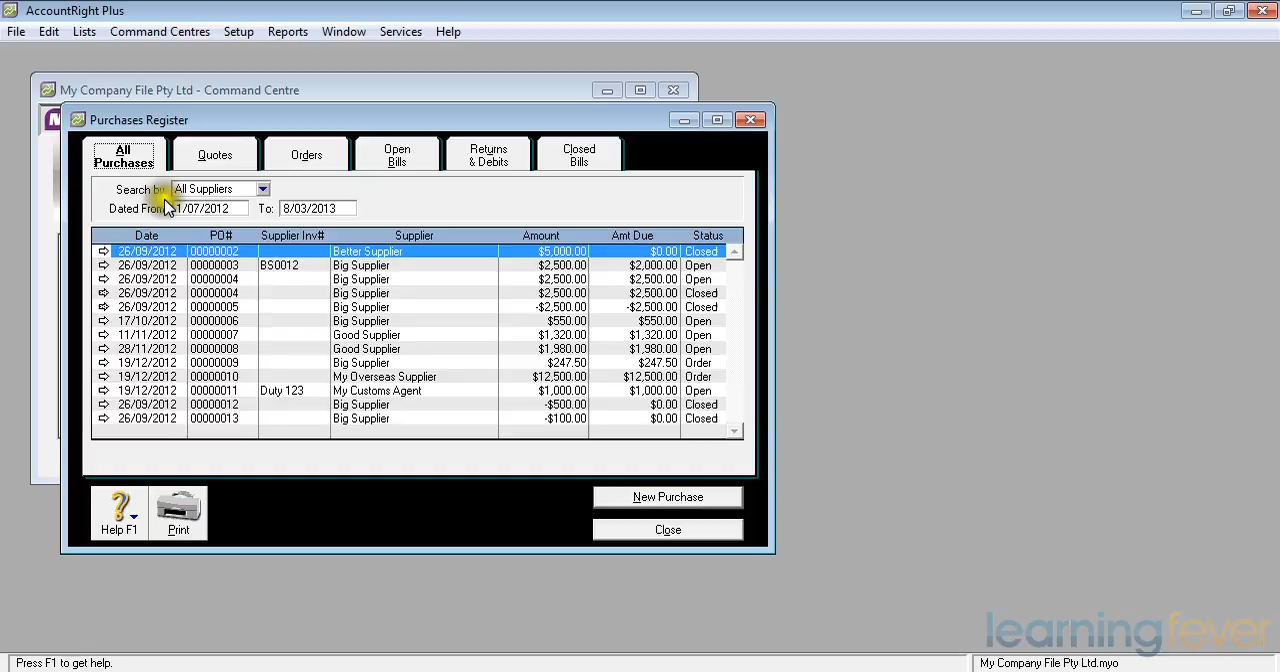 AccountRight Plus
File Edit Lists Command Centres Setup Reports Window Services Help
My Company File Pty Ltd - Command Centre
Purchases Register
All Purchases Quotes Orders Open Bills Returns & Debits Closed Bills
Search by: All Suppliers
Dated From: 1/07/2012 To: 8/03/2013
Date PO# Supplier Inv# Supplier Amount Amt Due Status
26/09/2012 00000002 Better Supplier $5,000.00 $0.00 Closed
26/09/2012 00000003 BS0012 Big Supplier $2,500.00 $2,000.00 Open
26/09/2012 00000004 Big Supplier $2,500.00 $2,500.00 Open
26/09/2012 00000004 Big Supplier $2,500.00 $2,500.00 Closed
26/09/2012 00000005 Big Supplier -$2,500.00 -$2,500.00 Closed
17/10/2012 00000006 Big Supplier $550.00 $550.00 Open
11/11/2012 00000007 Good Supplier $1,320.00 $1,320.00 Open
28/11/2012 00000008 Good Supplier $1,980.00 $1,980.00 Open
19/12/2012 00000009 Big Supplier $247.50 $247.50 Order
19/12/2012 00000010 My Overseas Supplier $12,500.00 $12,500.00 Order
19/12/2012 00000011 Duty 123 My Customs Agent $1,000.00 $1,000.00 Open
26/09/2012 00000012 Big Supplier -$500.00 $0.00 Closed
26/09/2012 00000013 Big Supplier -$100.00 $0.00 Closed
New Purchase
Help F1 Print Close
learningfever
Press F1 to get help. My Company File Pty Ltd.myo